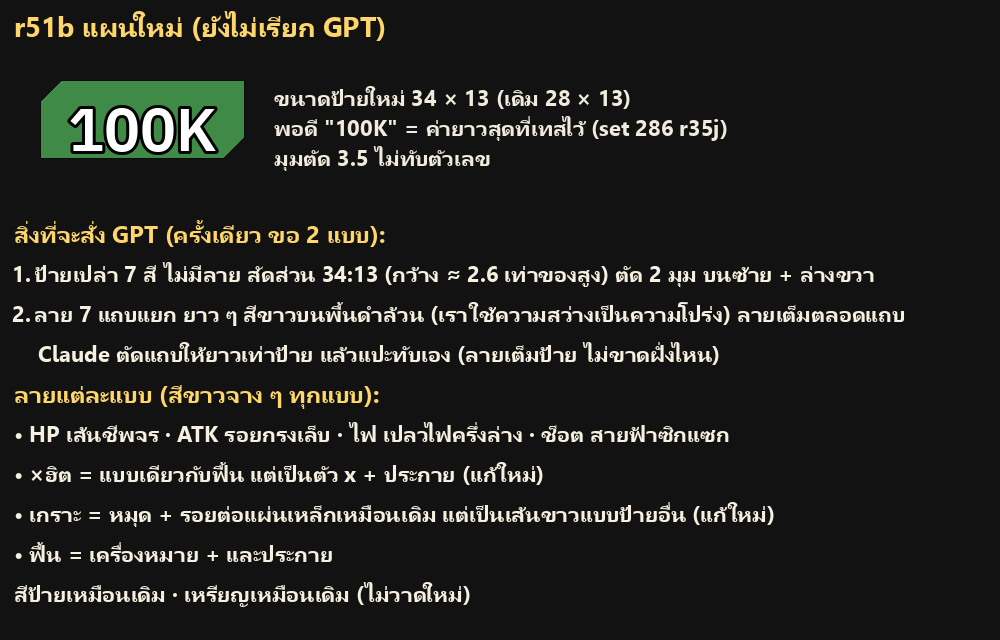 r51b แผนใหม่ (ยังไม่เรียก GPT)
100K
ขนาดป้ายใหม่ 34 × 13 (เดิม 28 × 13)
พอดี "100K" = ค่ายาวสุดที่เทสไว้ (set 286 r35j)
มุมตัด 3.5 ไม่ทับตัวเลข
สิ่งที่จะสั่ง GPT (ครั้งเดียว ขอ 2 แบบ):
1. ป้ายเปล่า 7 สี ไม่มีลาย สัดส่วน 34:13 (กว้าง ≈ 2.6 เท่าของสูง) ตัด 2 มุม บนซ้าย + ล่างขวา
2. ลาย 7 แถบแยก ยาว ๆ สีขาวบนพื้นดำล้วน (เราใช้ความสว่างเป็นความโปร่ง) ลายเต็มตลอดแถบ
Claude ตัดแถบให้ยาวเท่าป้าย แล้วแปะทับเอง (ลายเต็มป้าย ไม่ขาดฝั่งไหน)
ลายแต่ละแบบ (สีขาวจาง ๆ ทุกแบบ):
• HP เส้นชีพจร · ATK รอยกรงเล็บ · ไฟ เปลวไฟครึ่งล่าง · ช็อต สายฟ้าซิกแซก
• ×ฮิต = แบบเดียวกับฟื้น แต่เป็นตัว x + ประกาย (แก้ใหม่)
• เกราะ = หมุด + รอยต่อแผ่นเหล็กเหมือนเดิม แต่เป็นเส้นขาวแบบป้ายอื่น (แก้ใหม่)
• ฟื้น = เครื่องหมาย + และประกาย
สีป้ายเหมือนเดิม · เหรียญเหมือนเดิม (ไม่วาดใหม่)